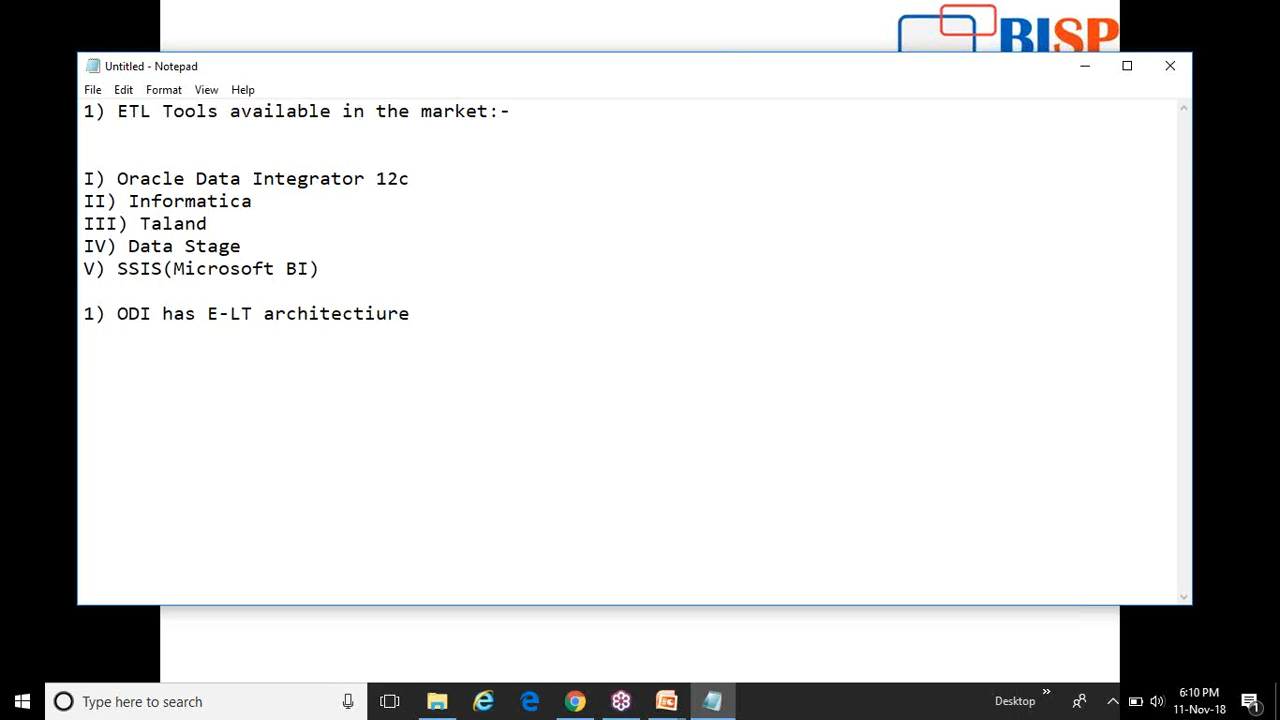 BISP
Untitled - Notepad
File Edit Format View Help
1) ETL Tools available in the market:-
I) Oracle Data Integrator 12c
II) Informatica
III) Taland
IV) Data Stage
V) SSIS(Microsoft BI)
1) ODI has E-LT architectiure
Type here to search
Desktop
6:10 PM
11-Nov-18
1